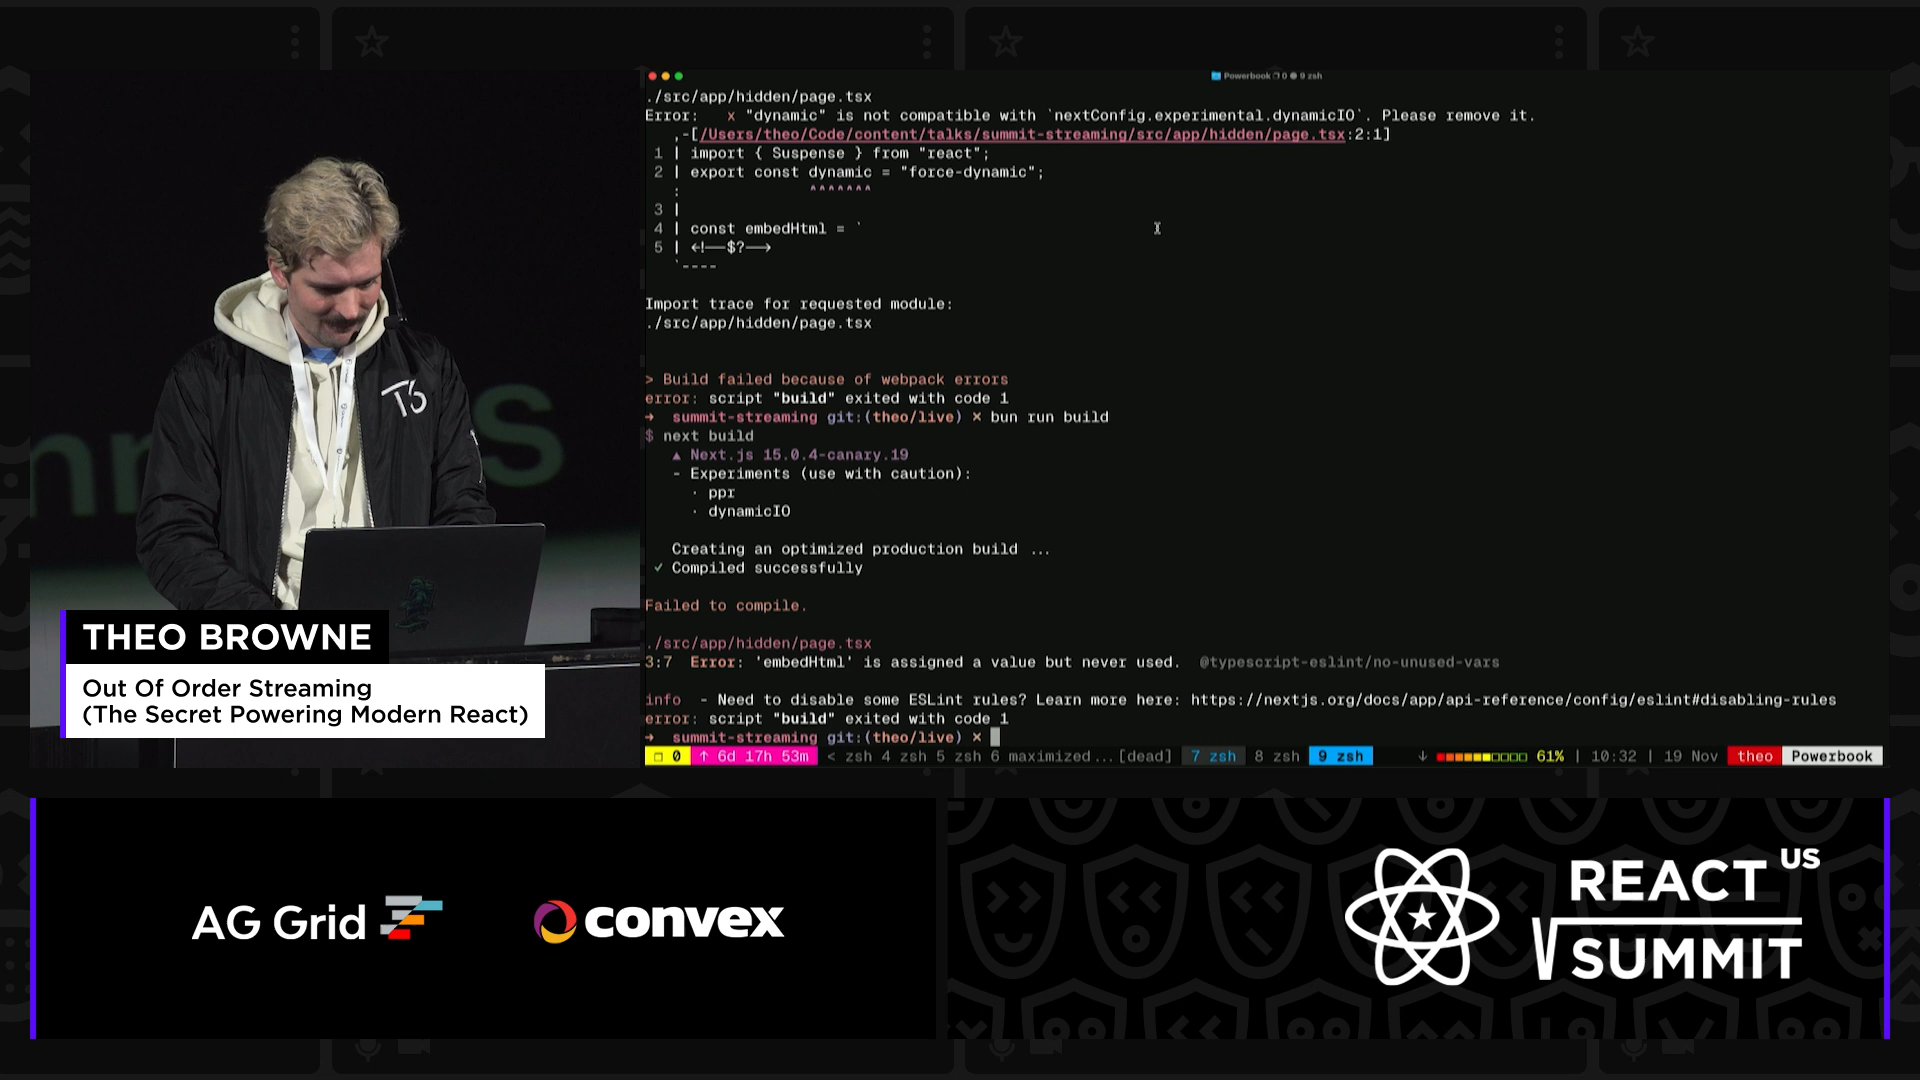 Powerbook 0 9 zsh
./src/app/hidden/page.tsx
Error:   x "dynamic" is not compatible with `nextConfig.experimental.dynamicIO`. Please remove it.
,-[/Users/theo/Code/content/talks/summit-streaming/src/app/hidden/page.tsx:2:1]
1 | import { Suspense } from "react";
2 | export const dynamic = "force-dynamic";
:                ^^^^^^^
3 |
4 | const embedHtml = `
5 | <!--$?-->
`----
Import trace for requested module:
./src/app/hidden/page.tsx
> Build failed because of webpack errors
error: script "build" exited with code 1
→  summit-streaming git:(theo/live) ✗ bun run build
$ next build
▲ Next.js 15.0.4-canary.19
- Experiments (use with caution):
· ppr
· dynamicIO
Creating an optimized production build ...
✓ Compiled successfully
Failed to compile.
./src/app/hidden/page.tsx
3:7  Error: 'embedHtml' is assigned a value but never used.  @typescript-eslint/no-unused-vars
info  - Need to disable some ESLint rules? Learn more here: https://nextjs.org/docs/app/api-reference/config/eslint#disabling-rules
error: script "build" exited with code 1
→  summit-streaming git:(theo/live) ✗
0 ↑ 6d 17h 53m < zsh 4 zsh 5 zsh 6 maximized...[dead] 7 zsh 8 zsh 9 zsh ↓ 61% | 10:32 | 19 Nov theo Powerbook
T3
S
THEO BROWNE
Out Of Order Streaming
(The Secret Powering Modern React)
AG Grid
convex
REACT US
SUMMIT